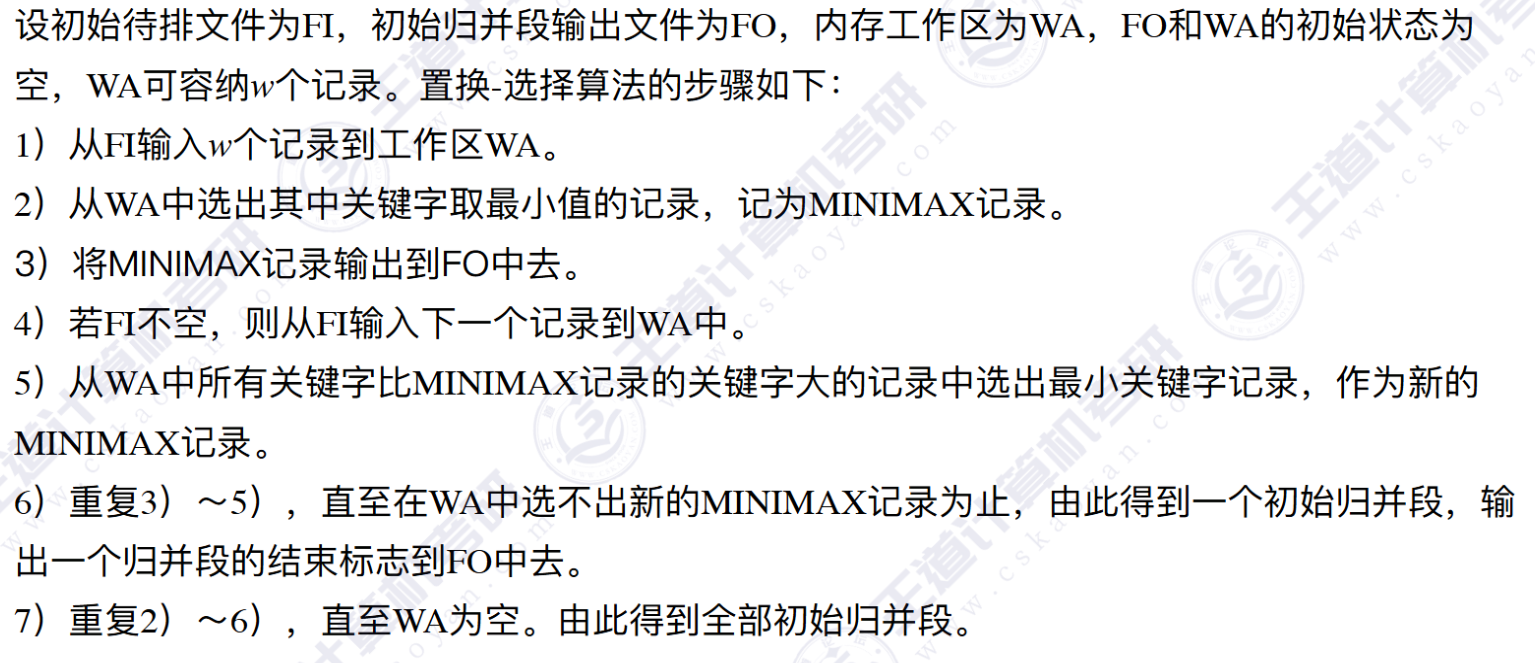 设初始待排文件为FI，初始归并段输出文件为FO，内存工作区为WA，FO和WA的初始状态为
空，WA可容纳w个记录。置换-选择算法的步骤如下：
1）从FI输入w个记录到工作区WA。
2）从WA中选出其中关键字取最小值的记录，记为MINIMAX记录。
3）将MINIMAX记录输出到FO中去。
4）若FI不空，则从FI输入下一个记录到WA中。
5）从WA中所有关键字比MINIMAX记录的关键字大的记录中选出最小关键字记录，作为新的
MINIMAX记录。
6）重复3）～5），直至在WA中选不出新的MINIMAX记录为止，由此得到一个初始归并段，输
出一个归并段的结束标志到FO中去。
7）重复2）～6），直至WA为空。由此得到全部初始归并段。
王道计算机考研
www.cskaoyan.com